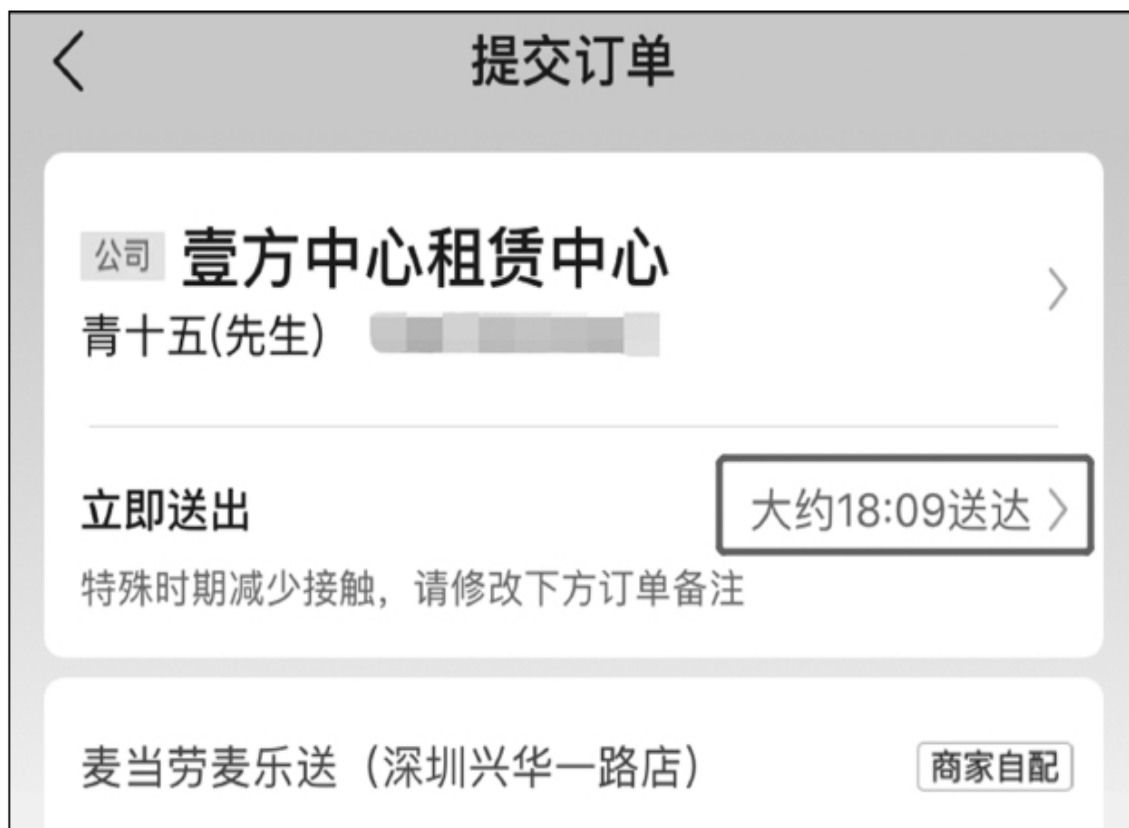 提交订单
公司 壹方中心租赁中心
青十五(先生)
立即送出 大约18:09送达
特殊时期减少接触，请修改下方订单备注
麦当劳麦乐送（深圳兴华一路店） 商家自配